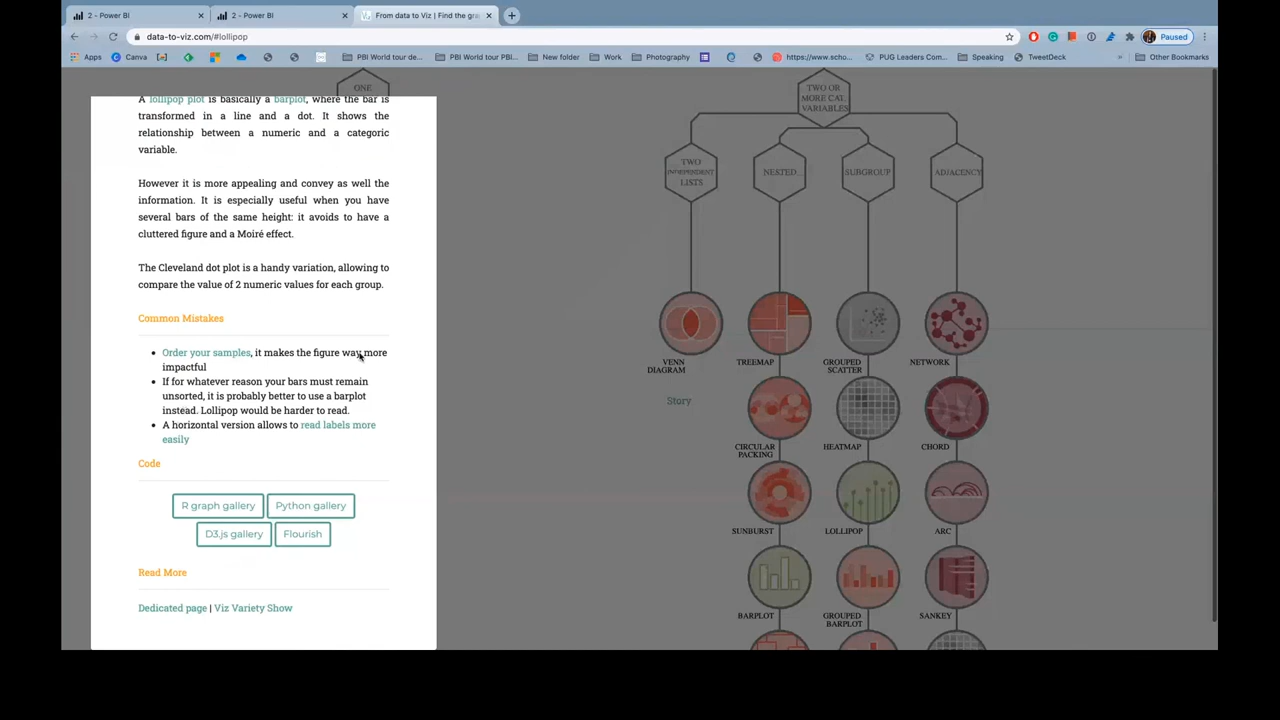 2 - Power BI
2 - Power BI
From data to Viz | Find the gra
data-to-viz.com/#lollipop
Paused
Apps
Canva
PBI World tour de...
PBI World tour PBI...
New folder
Work
Photography
https://www.scho...
PUG Leaders Com...
Speaking
TweetDeck
Other Bookmarks
A lollipop plot is basically a barplot, where the bar is
transformed in a line and a dot. It shows the
relationship between a numeric and a categoric
variable.
However it is more appealing and convey as well the
information. It is especially useful when you have
several bars of the same height: it avoids to have a
cluttered figure and a Moiré effect.
The Cleveland dot plot is a handy variation, allowing to
compare the value of 2 numeric values for each group.
Common Mistakes
Order your samples, it makes the figure way more
impactful
If for whatever reason your bars must remain
unsorted, it is probably better to use a barplot
instead. Lollipop would be harder to read.
A horizontal version allows to read labels more
easily
Code
R graph gallery
Python gallery
D3.js gallery
Flourish
Read More
Dedicated page | Viz Variety Show
ONE
TWO OR
MORE CAT.
VARIABLES
TWO
INDEPENDENT
LISTS
NESTED
SUBGROUP
ADJACENCY
VENN
DIAGRAM
TREEMAP
GROUPED
SCATTER
NETWORK
Story
CIRCULAR
PACKING
HEATMAP
CHORD
SUNBURST
LOLLIPOP
ARC
BARPLOT
GROUPED
BARPLOT
SANKEY